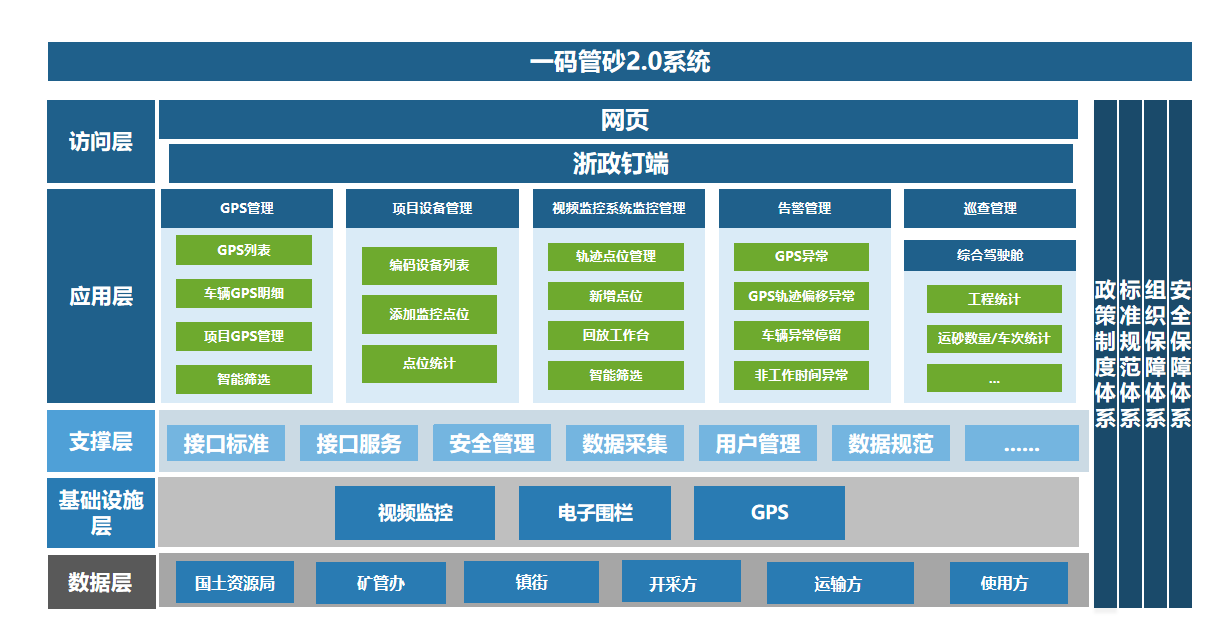 一码管砂2.0系统
访问层
网页
浙政钉端
应用层
GPS管理
GPS列表
车辆GPS明细
项目GPS管理
智能筛选
项目设备管理
编码设备列表
添加监控点位
点位统计
视频监控系统监控管理
轨迹点位管理
新增点位
回放工作台
智能筛选
告警管理
GPS异常
GPS轨迹偏移异常
车辆异常停留
非工作时间异常
巡查管理
综合驾驶舱
工程统计
运砂数量/车次统计
...
支撑层
接口标准
接口服务
安全管理
数据采集
用户管理
数据规范
......
基础设施
层
视频监控
电子围栏
GPS
数据层
国土资源局
矿管办
镇街
开采方
运输方
使用方
政策制度体系
标准规范体系
组织保障体系
安全保障体系